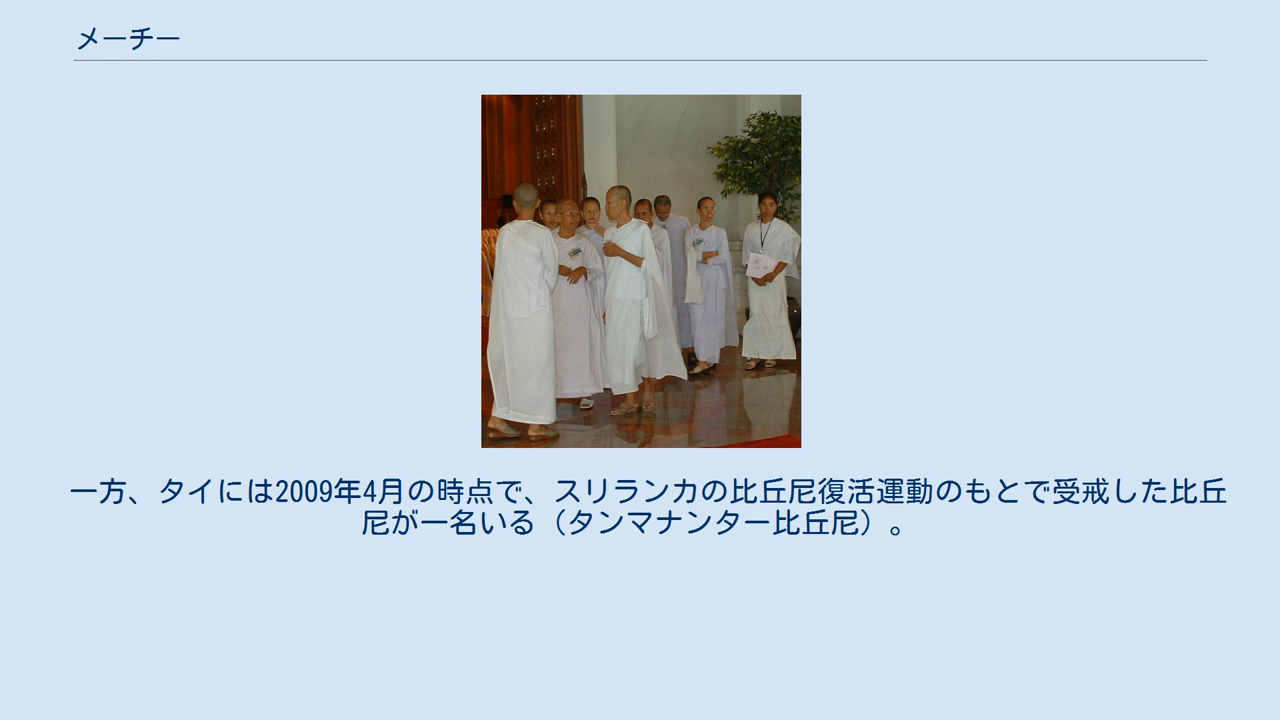 メーチー
一方、タイには2009年4月の時点で、スリランカの比丘尼復活運動のもとで受戒した比丘
尼が一名いる（タンマナンター比丘尼）。